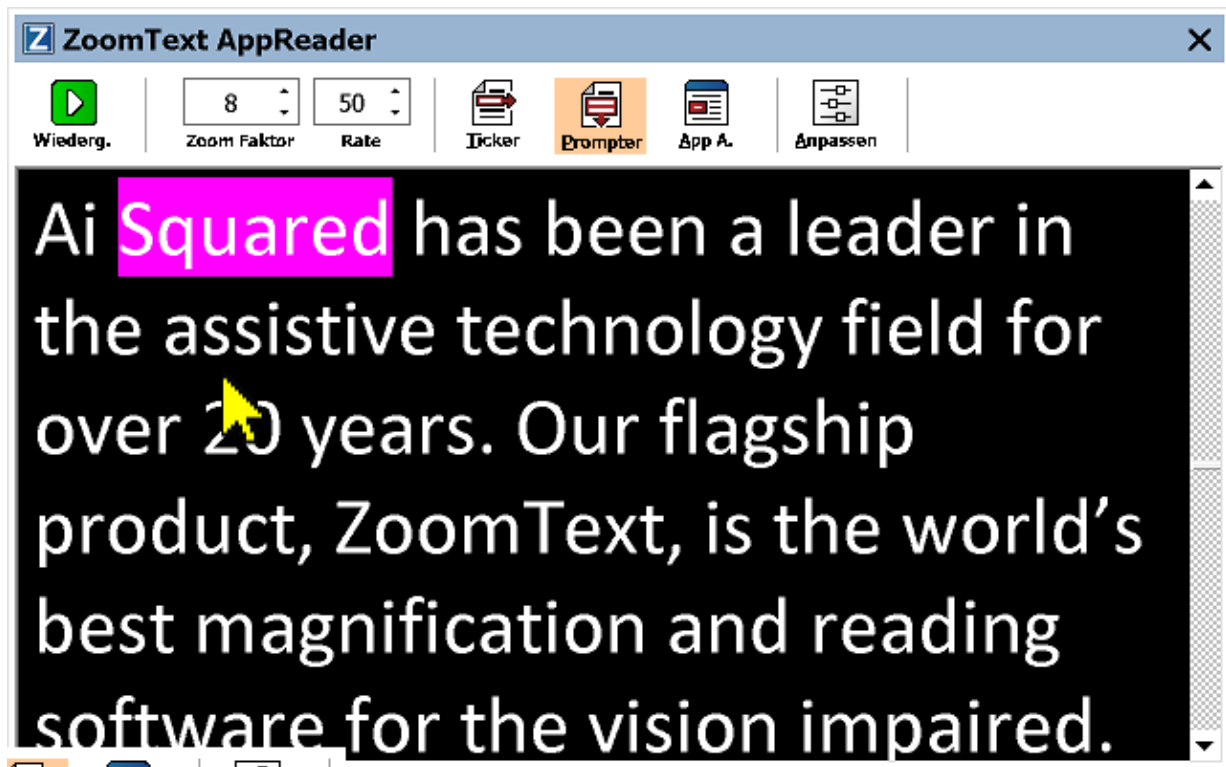 ZoomText AppReader
8 50
Wiederg. Zoom Faktor Rate Ticker Prompter App A. Anpassen
Ai Squared has been a leader in
the assistive technology field for
over 20 years. Our flagship
product, ZoomText, is the world’s
best magnification and reading
software for the vision impaired.